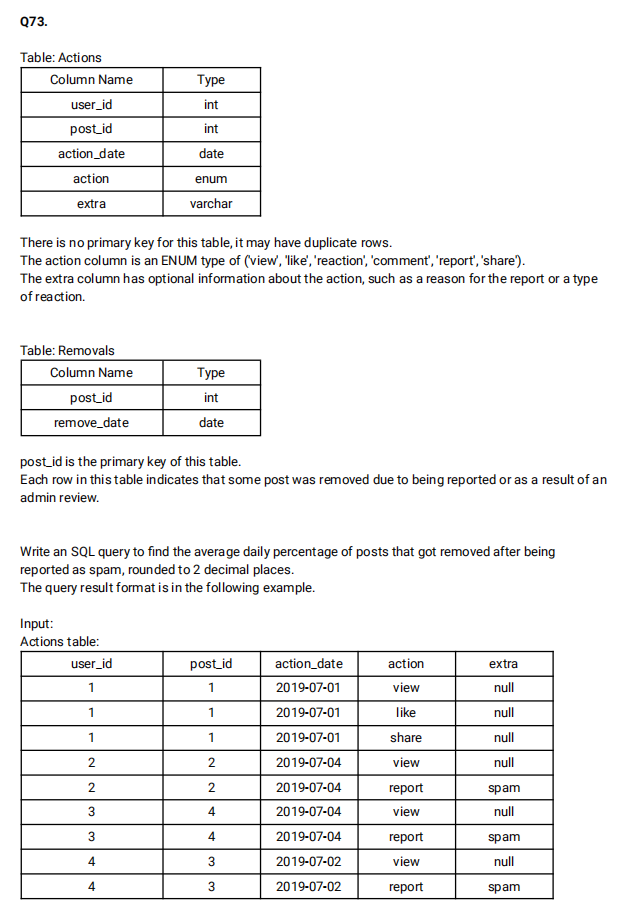 Q73.
Table: Actions
Column Name Type
user_id int
post_id int
action_date date
action enum
extra varchar
There is no primary key for this table, it may have duplicate rows.
The action column is an ENUM type of ('view', 'like', 'reaction', 'comment', 'report', 'share').
The extra column has optional information about the action, such as a reason for the report or a type
of reaction.
Table: Removals
Column Name Type
post_id int
remove_date date
post_id is the primary key of this table.
Each row in this table indicates that some post was removed due to being reported or as a result of an
admin review.
Write an SQL query to find the average daily percentage of posts that got removed after being
reported as spam, rounded to 2 decimal places.
The query result format is in the following example.
Input:
Actions table:
user_id post_id action_date action extra
1 1 2019-07-01 view null
1 1 2019-07-01 like null
1 1 2019-07-01 share null
2 2 2019-07-04 view null
2 2 2019-07-04 report spam
3 4 2019-07-04 view null
3 4 2019-07-04 report spam
4 3 2019-07-02 view null
4 3 2019-07-02 report spam